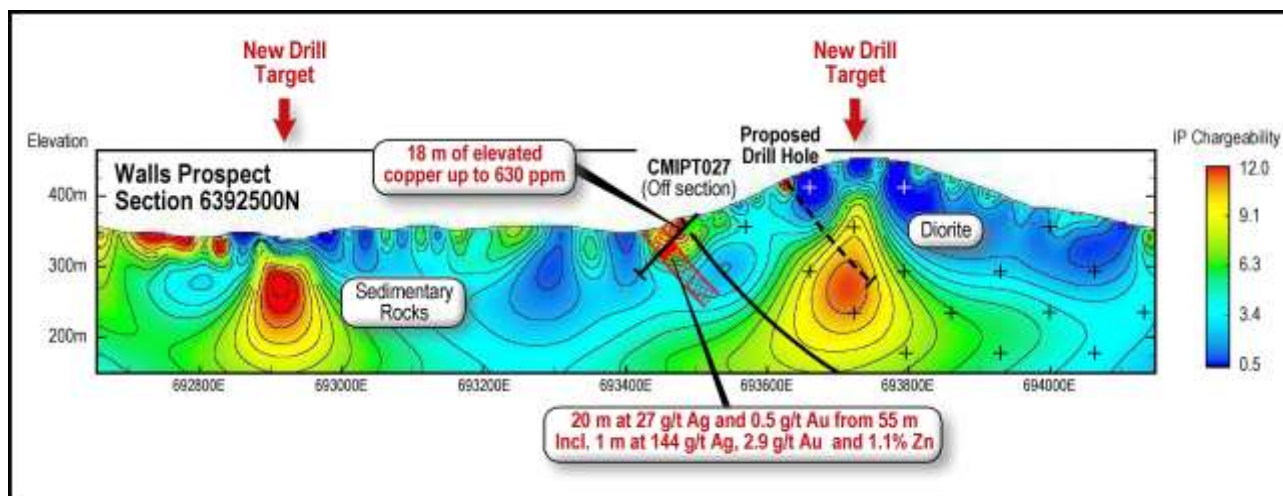 New Drill
Target
New Drill
Target
Elevation
Walls Prospect
Section 6392500N
18 m of elevated
copper up to 630 ppm
CMIPT027
(Off section)
Proposed
Drill Hole
IP Chargeability
400m
300m
200m
Sedimentary
Rocks
Diorite
12.0
9.1
6.3
3.4
0.5
692800E
693000E
693200E
693400E
693600E
693800E
694000E
20 m at 27 g/t Ag and 0.5 g/t Au from 55 m
Incl. 1 m at 144 g/t Ag, 2.9 g/t Au and 1.1% Zn